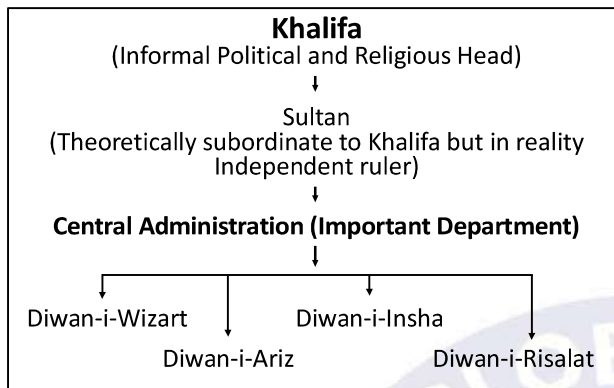 Khalifa
(Informal Political and Religious Head)
Sultan
(Theoretically subordinate to Khalifa but in reality
Independent ruler)
Central Administration (Important Department)
Diwan-i-Wizart
Diwan-i-Insha
Diwan-i-Ariz
Diwan-i-Risalat